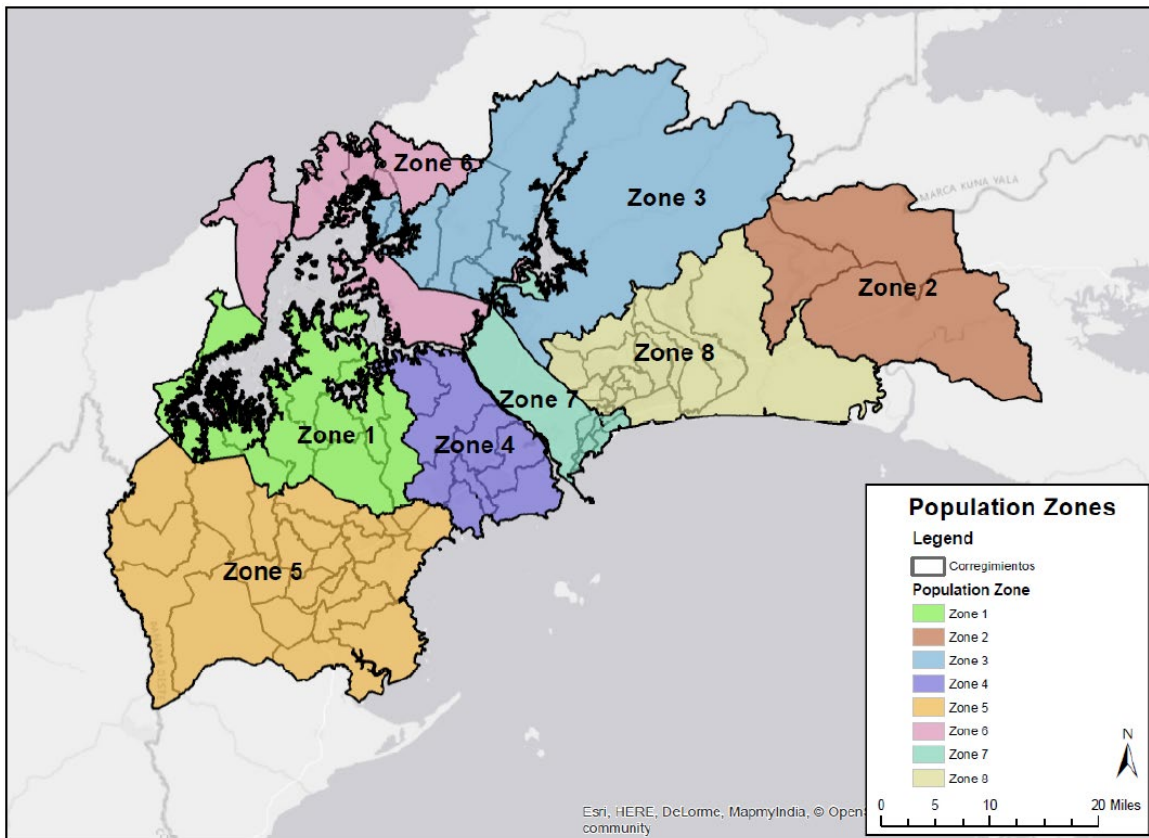 Zone 6
Zone 3
MARCA KUNA YALA
Zone 2
Zone 8
Zone 7
Zone 1
Zone 4
Zone 5
Population Zones
Legend
Corregimientos
Population Zone
Zone 1
Zone 2
Zone 3
Zone 4
Zone 5
Zone 6
Zone 7
Zone 8
N
0 5 10 20 Miles
Esri, HERE, DeLorme, MapmyIndia, © OpenS
community